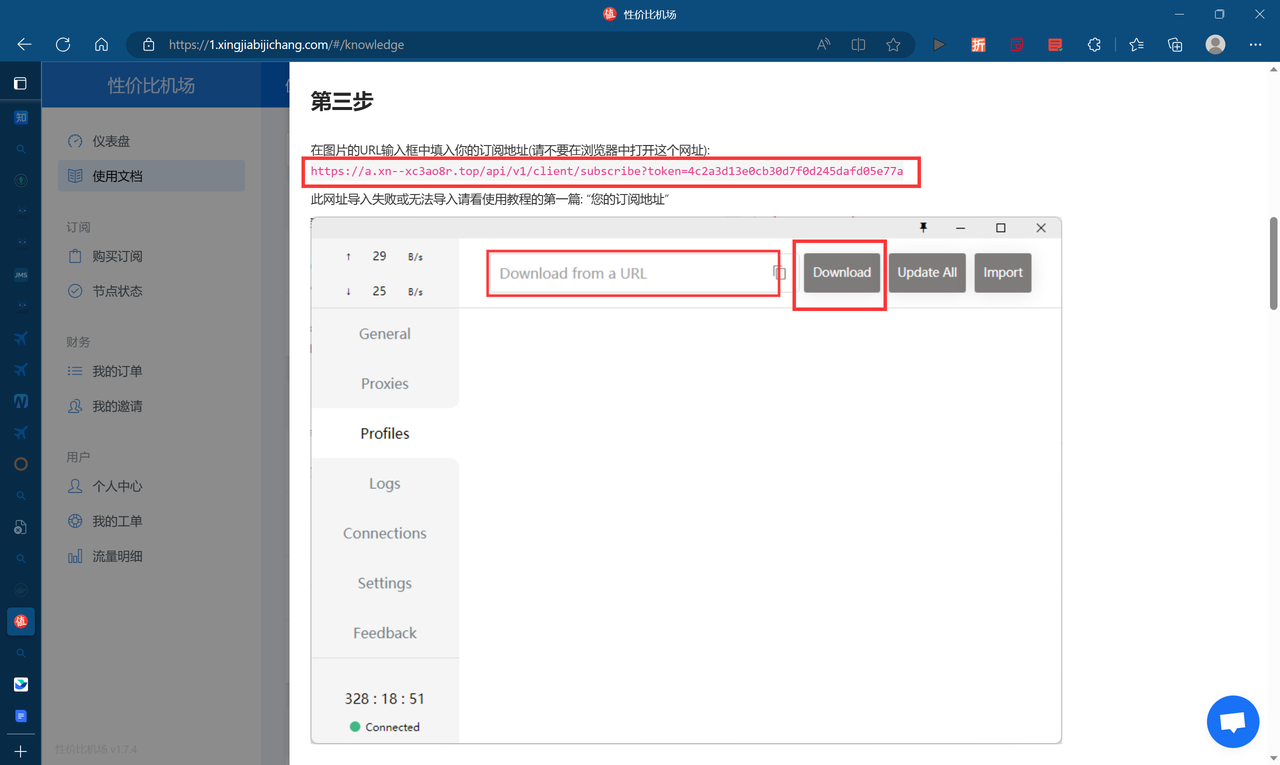 性价比机场
https://1.xingjiabijichang.com/#/knowledge
折
知
JMS
值
性价比机场
仪表盘
使用文档
订阅
购买订阅
节点状态
财务
我的订单
我的邀请
用户
个人中心
我的工单
流量明细
性价比机场 v1.7.4
第三步
在图片的URL输入框中填入你的订阅地址(请不要在浏览器中打开这个网址):
https://a.xn--xc3ao8r.top/api/v1/client/subscribe?token=4c2a3d13e0cb30d7f0d245dafd05e77a
此网址导入失败或无法导入请看使用教程的第一篇: “您的订阅地址”
↑ 29 B/s
↓ 25 B/s
Download from a URL
Download
Update All
Import
General
Proxies
Profiles
Logs
Connections
Settings
Feedback
328 : 18 : 51
Connected